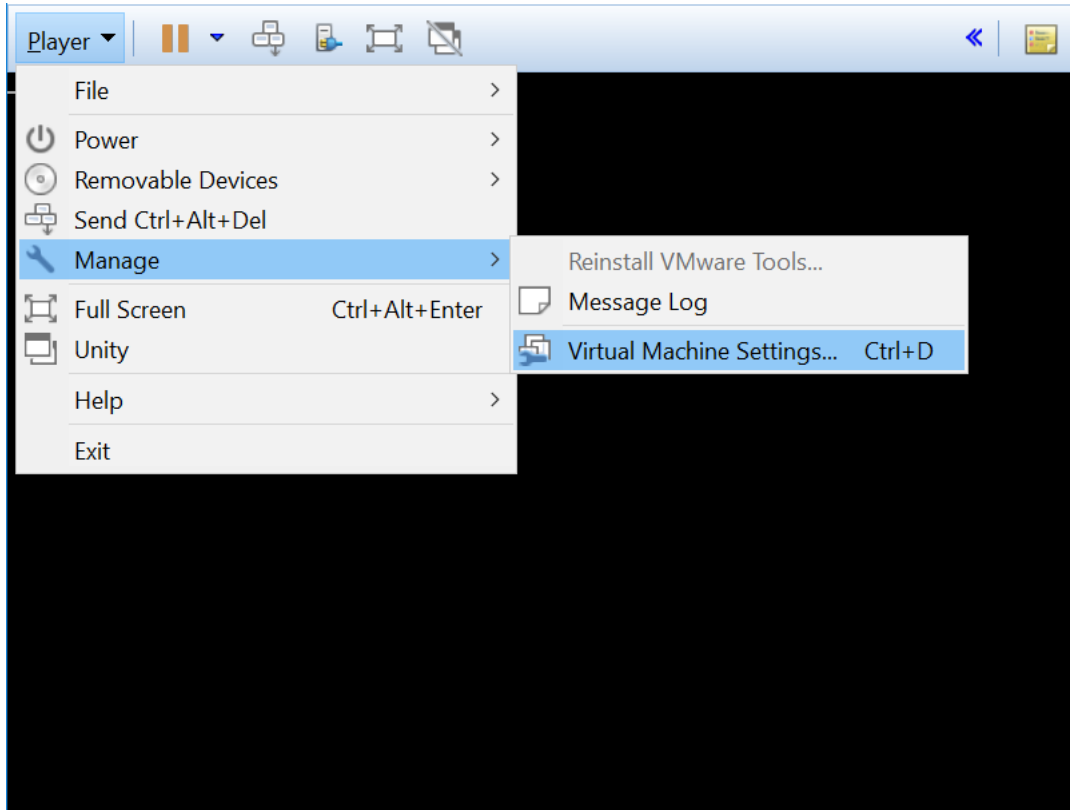 Player
File
Power
Removable Devices
Send Ctrl+Alt+Del
Manage
Reinstall VMware Tools...
Message Log
Full Screen Ctrl+Alt+Enter
Unity
Virtual Machine Settings... Ctrl+D
Help
Exit